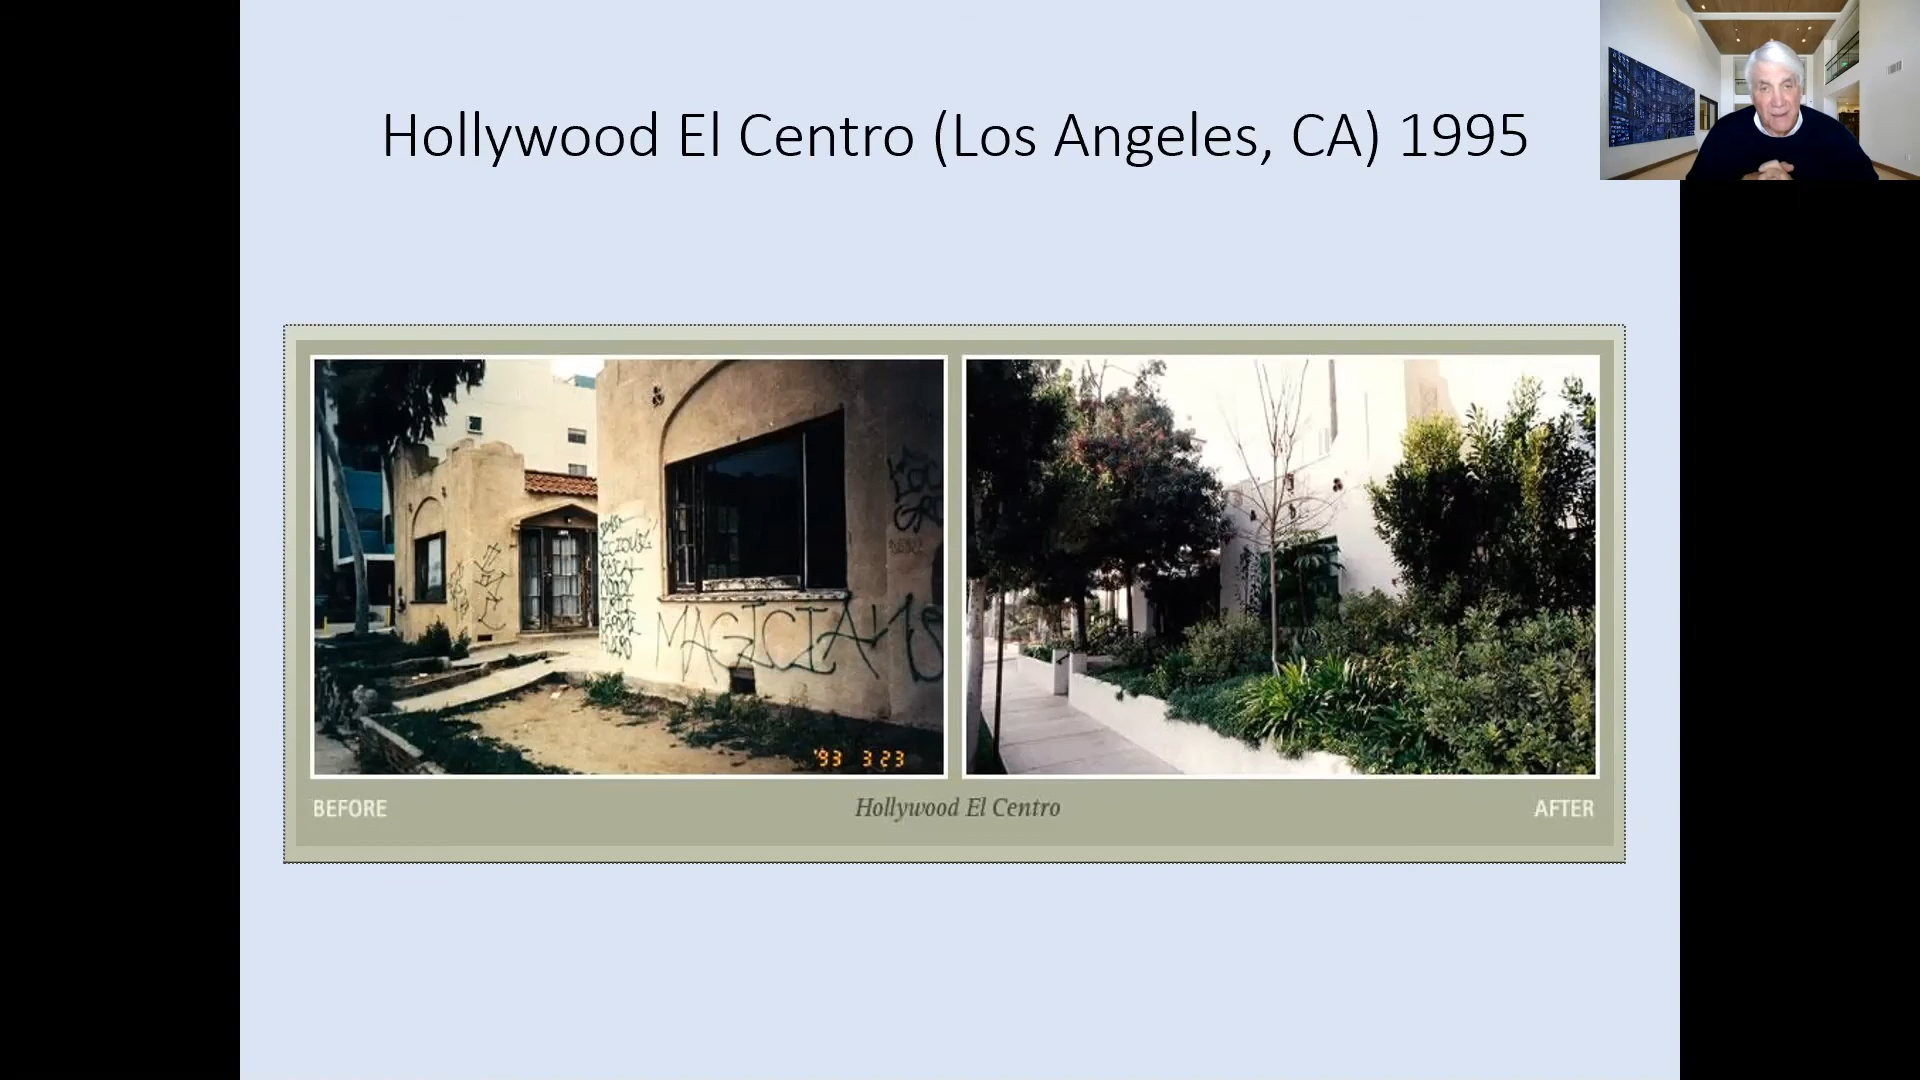 Hollywood El Centro (Los Angeles, CA) 1995
MAGICIANS
'93 3 23
BEFORE
Hollywood El Centro
AFTER